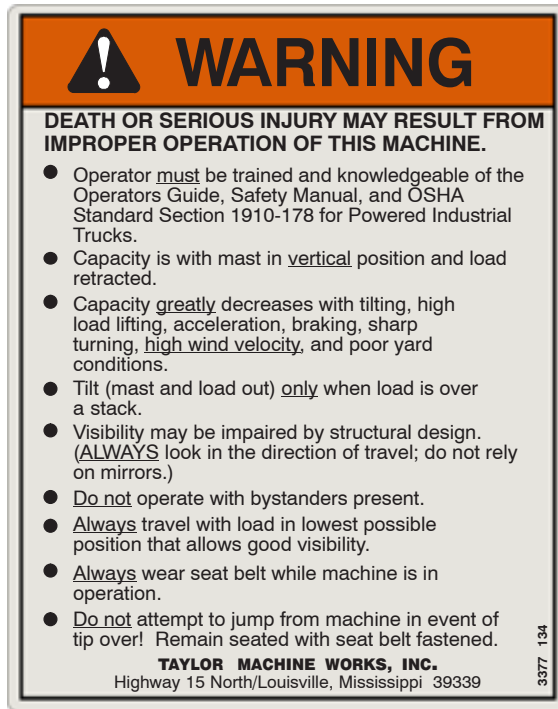 WARNING
DEATH OR SERIOUS INJURY MAY RESULT FROM
IMPROPER OPERATION OF THIS MACHINE.
● Operator must be trained and knowledgeable of the
Operators Guide, Safety Manual, and OSHA
Standard Section 1910-178 for Powered Industrial
Trucks.
● Capacity is with mast in vertical position and load
retracted.
● Capacity greatly decreases with tilting, high
load lifting, acceleration, braking, sharp
turning, high wind velocity, and poor yard
conditions.
● Tilt (mast and load out) only when load is over
a stack.
● Visibility may be impaired by structural design.
(ALWAYS look in the direction of travel; do not rely
on mirrors.)
● Do not operate with bystanders present.
● Always travel with load in lowest possible
position that allows good visibility.
● Always wear seat belt while machine is in
operation.
● Do not attempt to jump from machine in event of
tip over! Remain seated with seat belt fastened.
TAYLOR MACHINE WORKS, INC.
Highway 15 North/Louisville, Mississippi 39339
3377 134